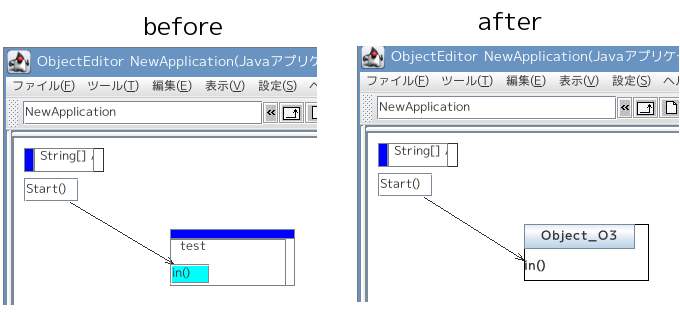 before
ObjectEditor NewApplication(Javaアプリケ
ファイル(F) ツール(T) 編集(E) 表示(V) 設定(S) ヘ
NewApplication
String[]
Start()
test
in()
after
ObjectEditor NewApplication(Javaアプリケー
ファイル(F) ツール(T) 編集(E) 表示(V) 設定(S) ヘル
NewApplication
String[]
Start()
Object_O3
in()